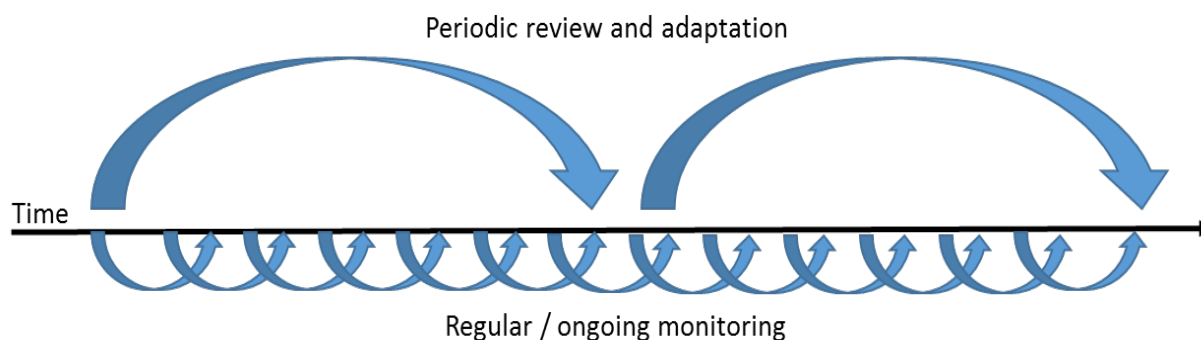 Periodic review and adaptation
Time
Regular / ongoing monitoring